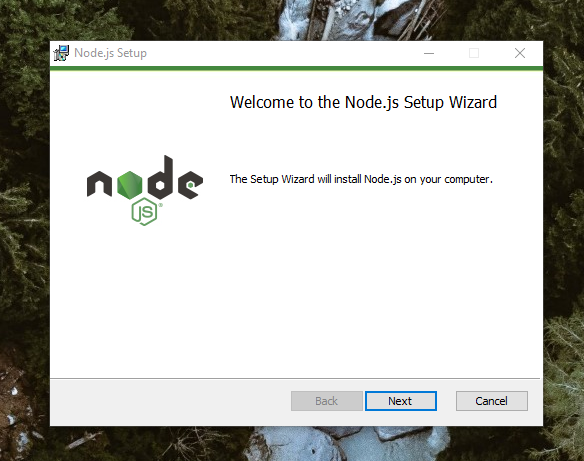 Node.js Setup
Welcome to the Node.js Setup Wizard
The Setup Wizard will install Node.js on your computer.
node
JS®
Back
Next
Cancel